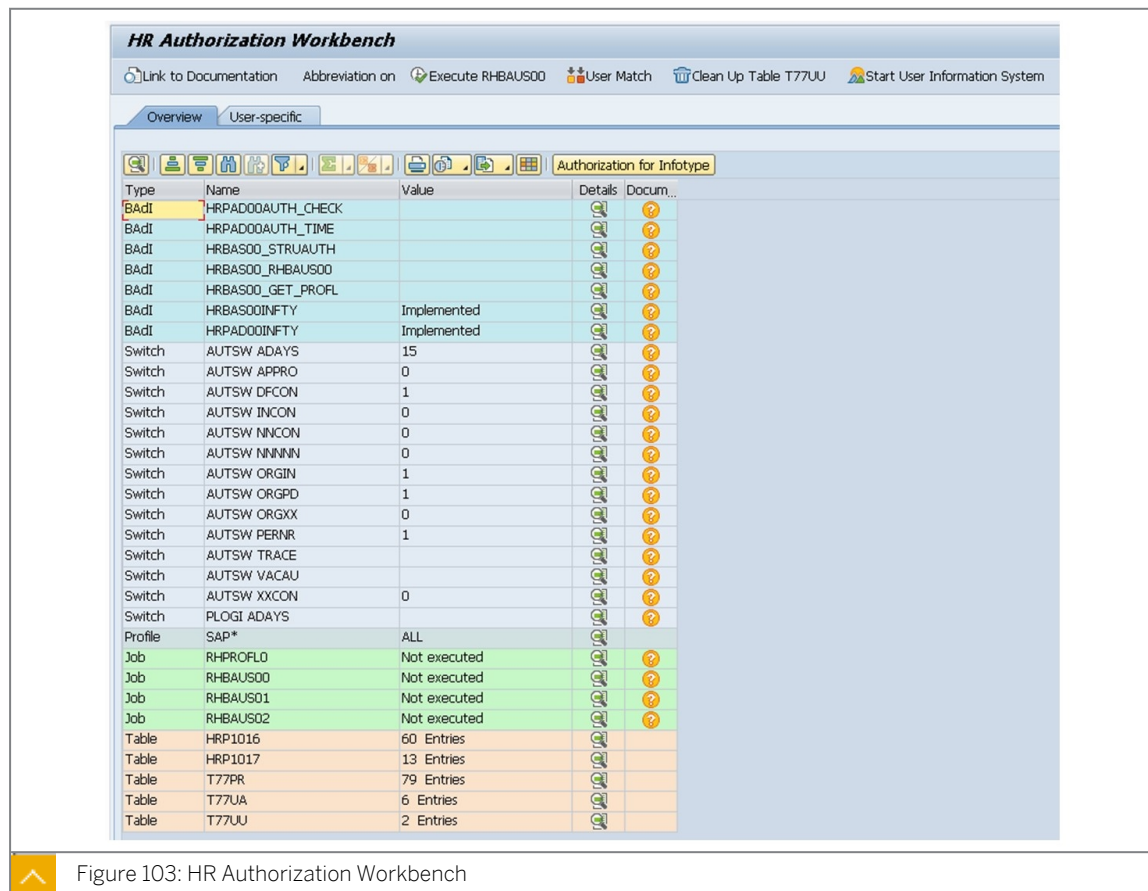 HR Authorization Workbench
Link to Documentation Abbreviation on Execute RHBAUS00 User Match Clean Up Table T77UU Start User Information System
Overview User-specific
Authorization for Infotype
Type Name Value Details Docum...
BAdI HRPAD00AUTH_CHECK
BAdI HRPAD00AUTH_TIME
BAdI HRBAS00_STRUAUTH
BAdI HRBAS00_RHBAUS00
BAdI HRBAS00_GET_PROFL
BAdI HRBAS00INFTY Implemented
BAdI HRPAD00INFTY Implemented
Switch AUTSW ADAYS 15
Switch AUTSW APPRO 0
Switch AUTSW DFCON 1
Switch AUTSW INCON 0
Switch AUTSW NNCON 0
Switch AUTSW NNNNN 0
Switch AUTSW ORGIN 1
Switch AUTSW ORGPD 1
Switch AUTSW ORGXX 0
Switch AUTSW PERNR 1
Switch AUTSW TRACE
Switch AUTSW VACAU
Switch AUTSW XXCON 0
Switch PLOGI ADAYS
Profile SAP* ALL
Job RHPROFL0 Not executed
Job RHBAUS00 Not executed
Job RHBAUS01 Not executed
Job RHBAUS02 Not executed
Table HRP1016 60 Entries
Table HRP1017 13 Entries
Table T77PR 79 Entries
Table T77UA 6 Entries
Table T77UU 2 Entries
Figure 103: HR Authorization Workbench